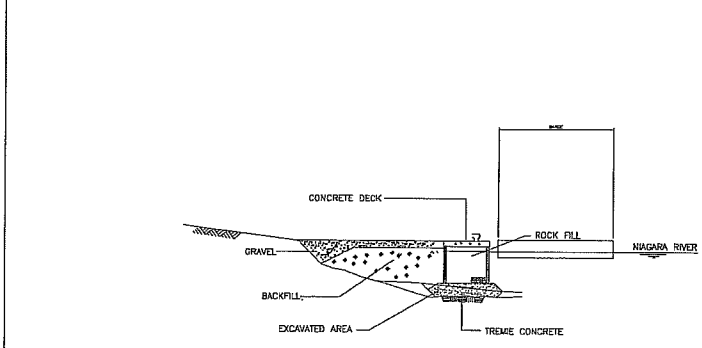 CONCRETE DECK
ROCK FILL
NIAGARA RIVER
GRAVEL
BACKFILL,
EXCAVATED AREA
TREMIE CONCRETE